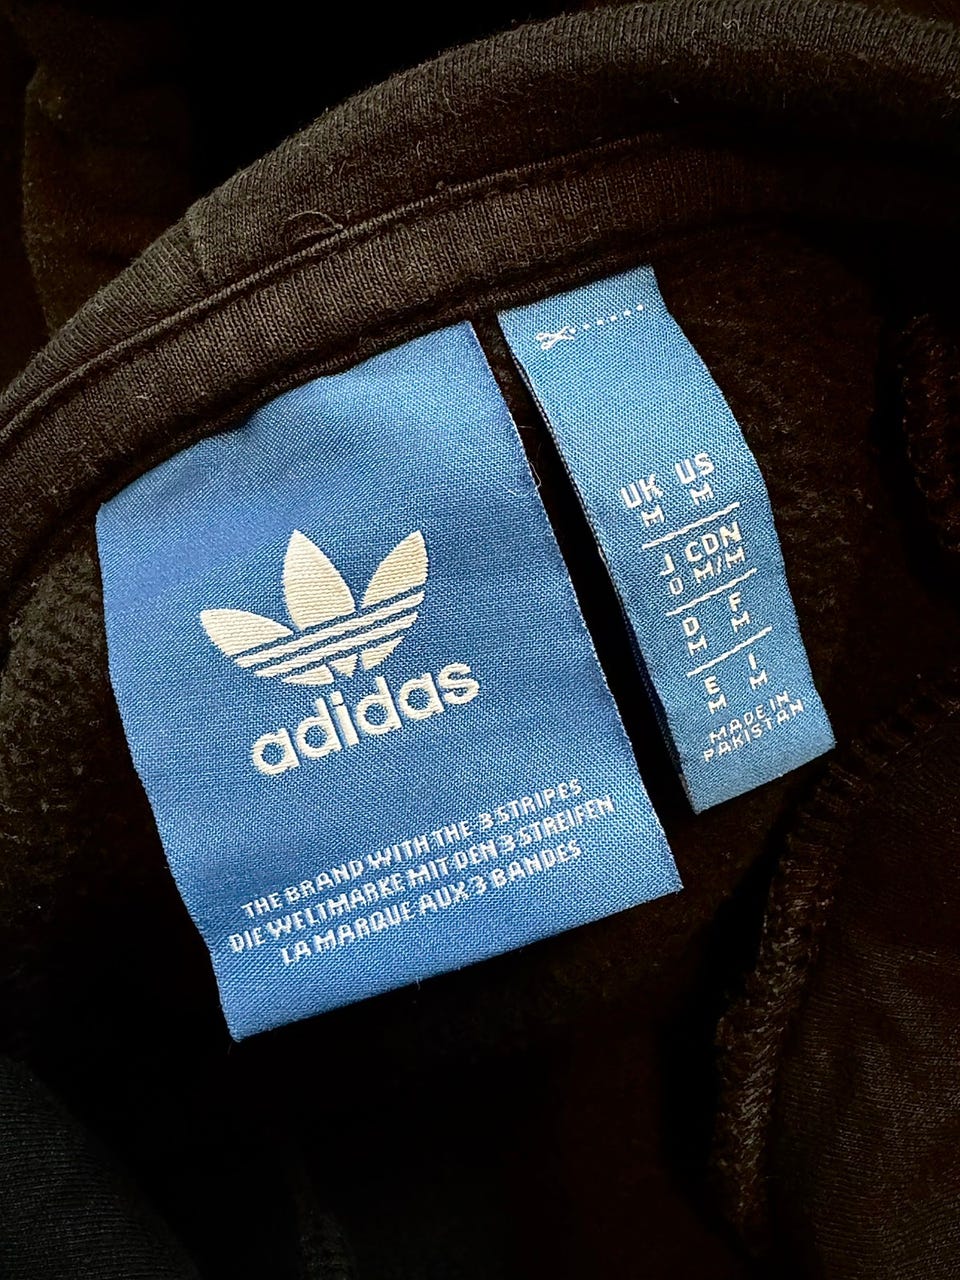 adidas
THE BRAND WITH THE 3 STRIPES
DIE WELTMARKE MIT DEN 3 STREIFEN
LA MARQUE AUX 3 BANDES
UK US
M M
J CDN
O M/M
D F
M M
E I
M M
MADE IN
PAKISTAN